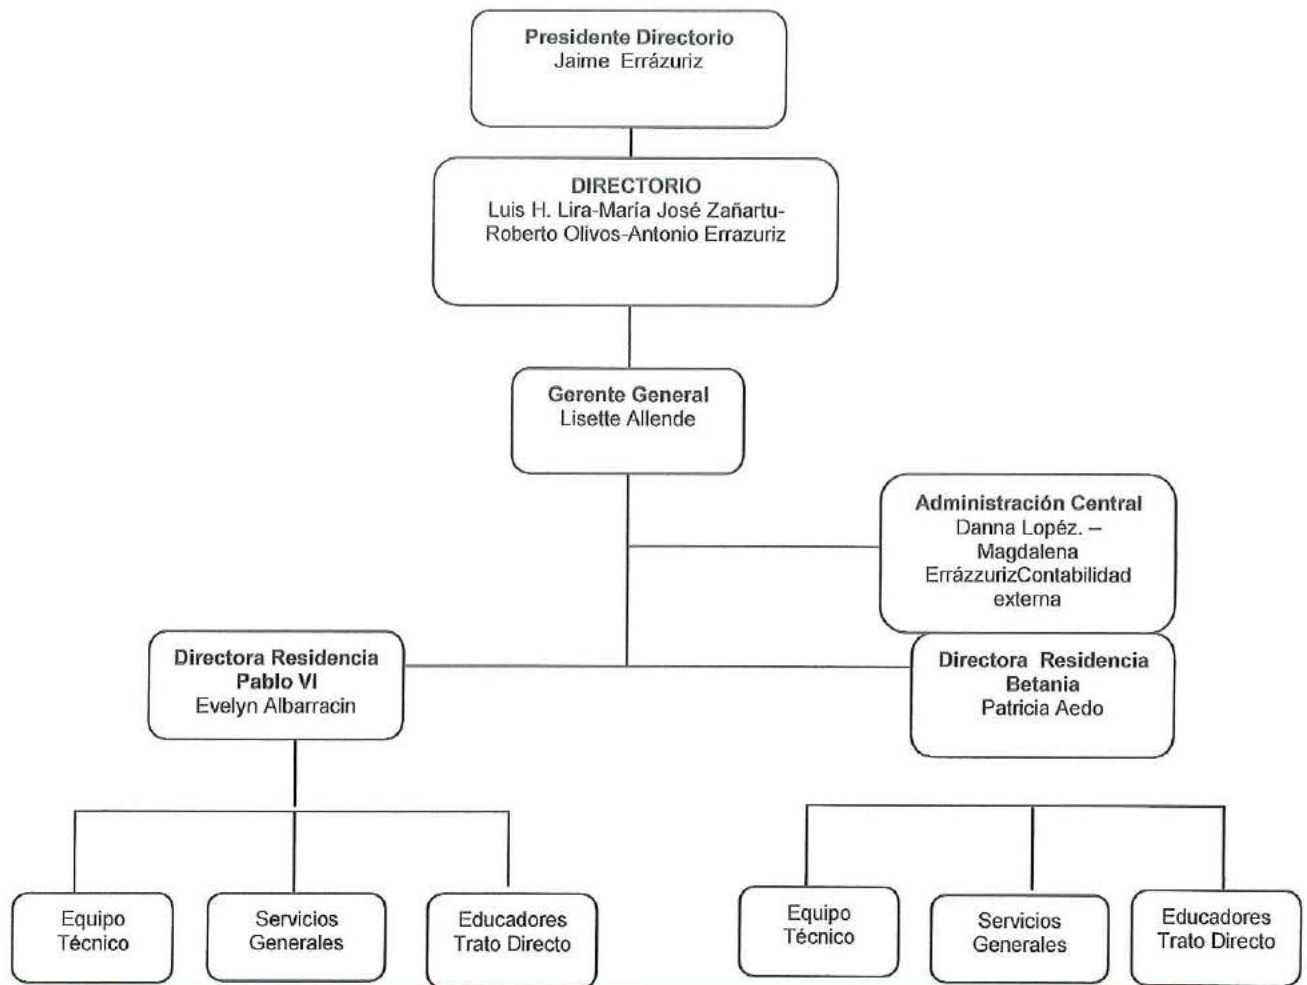 Presidente Directorio
Jaime Errázuriz
DIRECTORIO
Luis H. Lira-María José Zañartu-
Roberto Olivos-Antonio Errazuriz
Gerente General
Lisette Allende
Administración Central
Danna Lopéz. –
Magdalena
ErrázzurizContabilidad
externa
Directora Residencia
Pablo VI
Evelyn Albarracin
Directora Residencia
Betania
Patricia Aedo
Equipo
Técnico
Servicios
Generales
Educadores
Trato Directo
Equipo
Técnico
Servicios
Generales
Educadores
Trato Directo